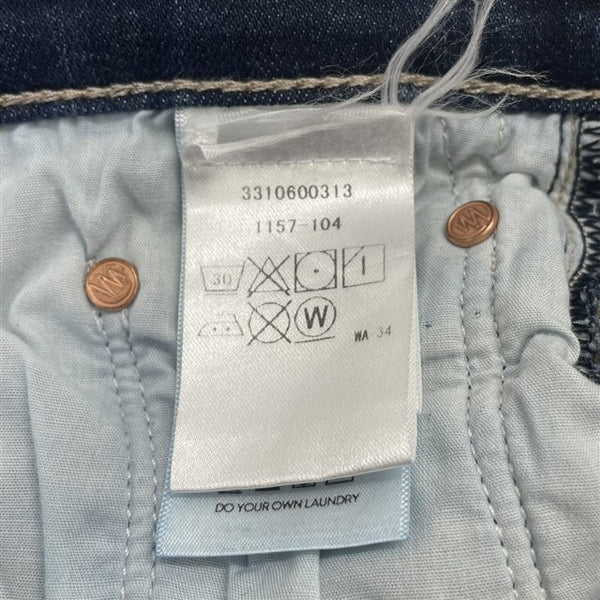 3310600313
1157-104
30
W
WA-34
DO YOUR OWN LAUNDRY